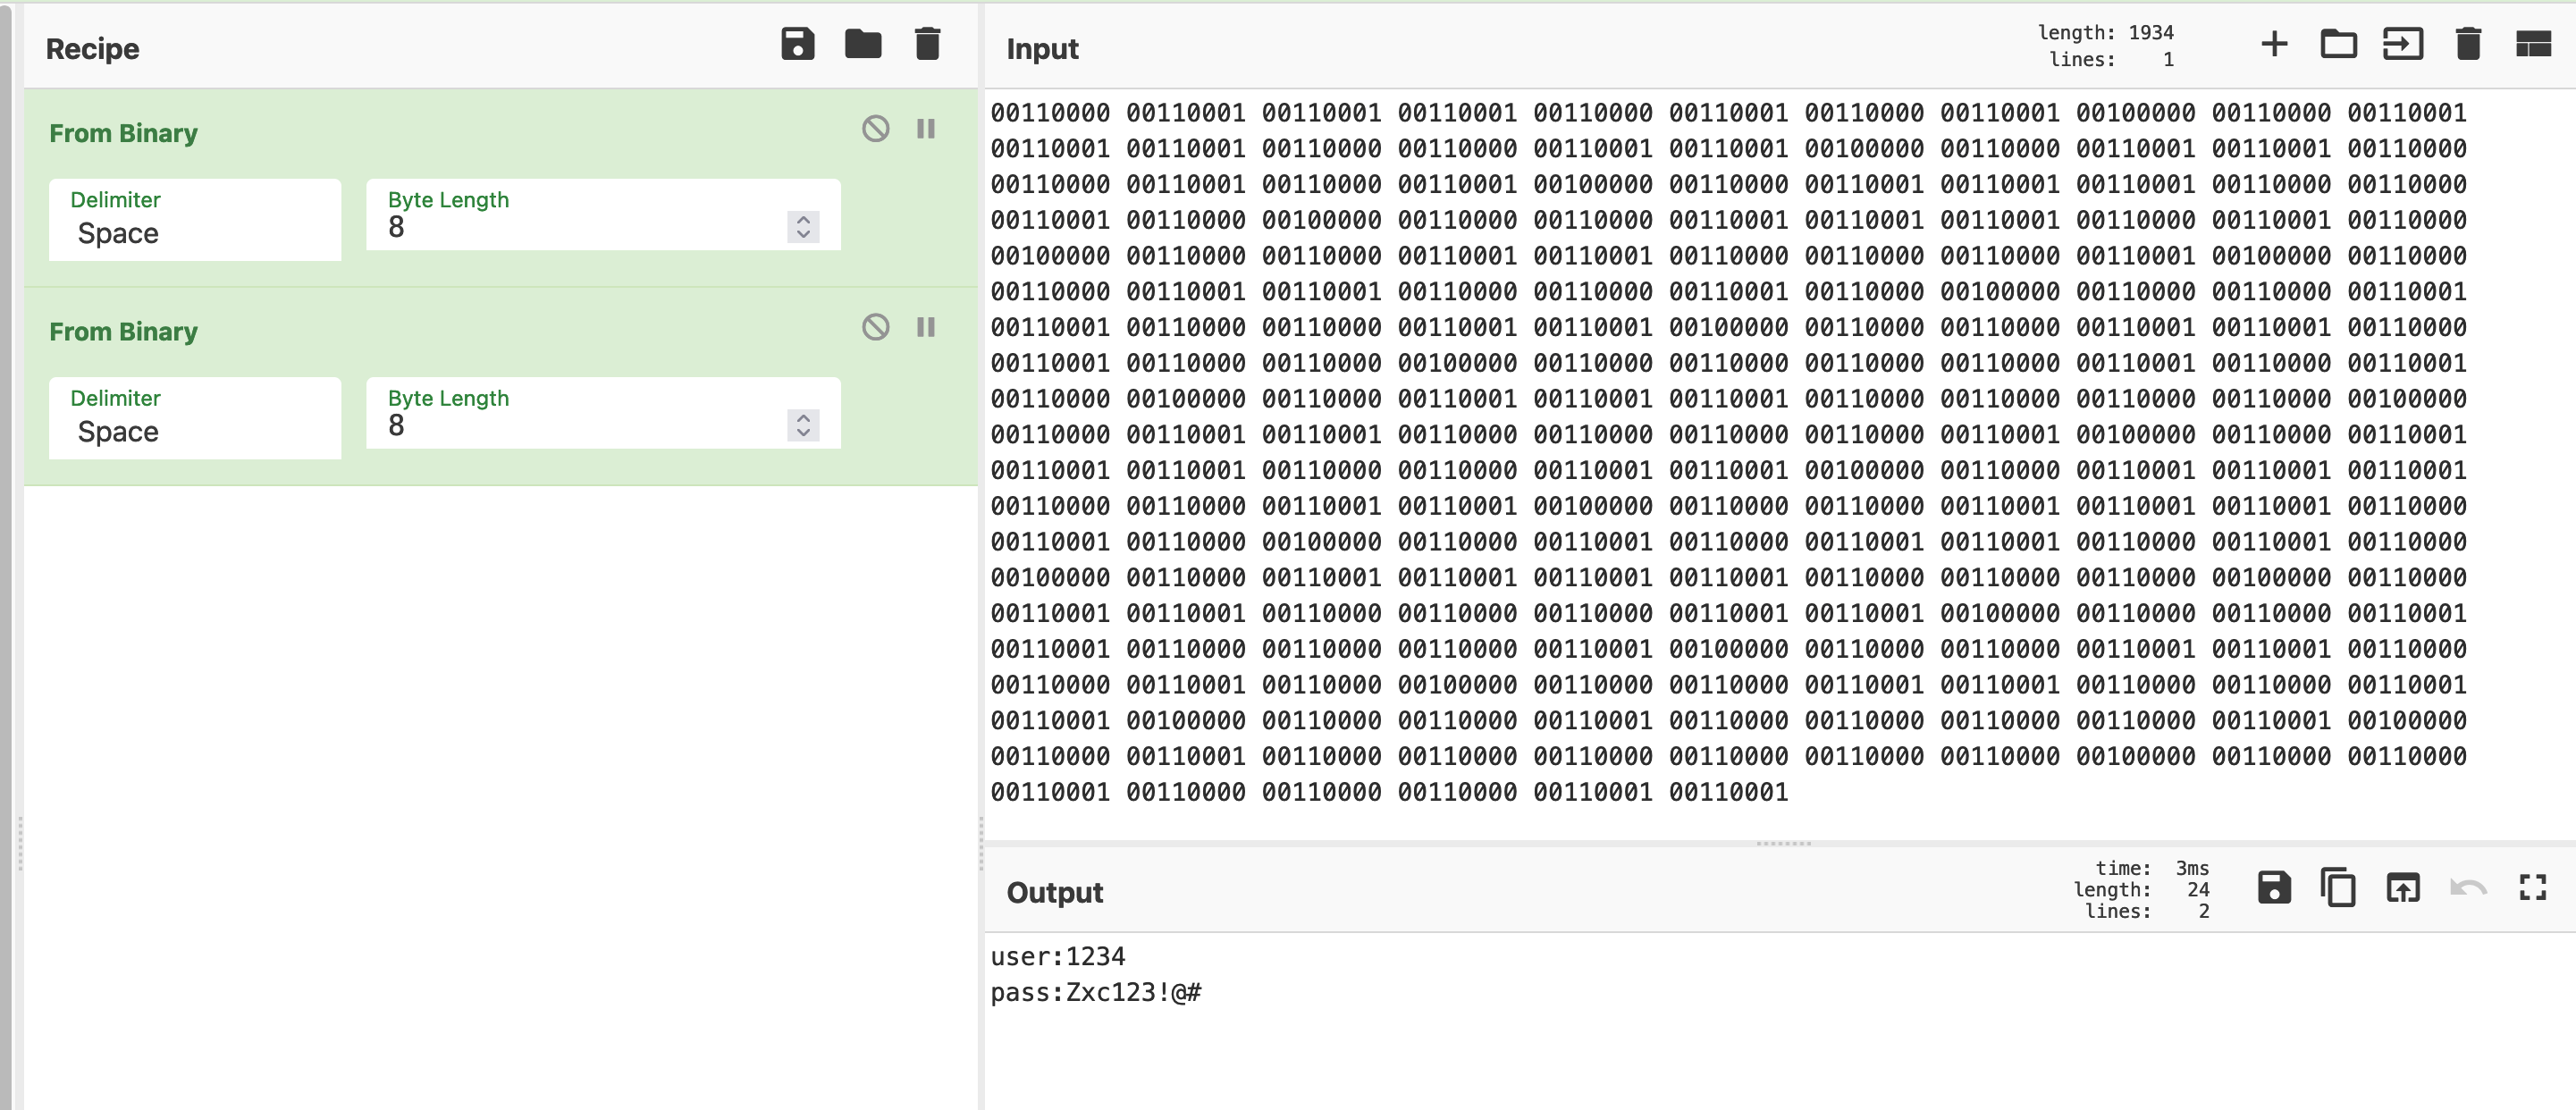 Recipe
From Binary
Delimiter
Space
Byte Length
8
From Binary
Delimiter
Space
Byte Length
8
Input
length: 1934
lines: 1
00110000 00110001 00110001 00110001 00110000 00110001 00110000 00110001 00100000 00110000 00110001
00110001 00110001 00110000 00110000 00110001 00110001 00100000 00110000 00110001 00110001 00110000
00110000 00110001 00110000 00110001 00100000 00110000 00110001 00110001 00110001 00110000 00110000
00110001 00110000 00100000 00110000 00110000 00110001 00110001 00110001 00110000 00110001 00110000
00100000 00110000 00110000 00110001 00110001 00110000 00110000 00110000 00110001 00100000 00110000
00110000 00110001 00110001 00110000 00110000 00110001 00110000 00100000 00110000 00110000 00110001
00110001 00110000 00110000 00110001 00110001 00100000 00110000 00110000 00110001 00110001 00110000
00110001 00110000 00110000 00100000 00110000 00110000 00110000 00110000 00110001 00110000 00110001
00110000 00100000 00110000 00110001 00110001 00110001 00110000 00110000 00110000 00110000 00100000
00110000 00110001 00110001 00110000 00110000 00110000 00110000 00110001 00100000 00110000 00110001
00110001 00110001 00110000 00110000 00110001 00110001 00100000 00110000 00110001 00110001 00110001
00110000 00110000 00110001 00110001 00100000 00110000 00110000 00110001 00110001 00110001 00110000
00110001 00110000 00100000 00110000 00110001 00110000 00110001 00110001 00110000 00110001 00110000
00100000 00110000 00110001 00110001 00110001 00110001 00110000 00110000 00110000 00100000 00110000
00110001 00110001 00110000 00110000 00110000 00110001 00110001 00100000 00110000 00110000 00110001
00110001 00110000 00110000 00110000 00110001 00100000 00110000 00110000 00110001 00110001 00110000
00110000 00110001 00110000 00100000 00110000 00110000 00110001 00110001 00110000 00110000 00110001
00110001 00100000 00110000 00110000 00110001 00110000 00110000 00110000 00110000 00110001 00100000
00110000 00110001 00110000 00110000 00110000 00110000 00110000 00110000 00100000 00110000 00110000
00110001 00110000 00110000 00110000 00110001 00110001
Output
time: 3ms
length: 24
lines: 2
user:1234
pass:Zxc123!@#